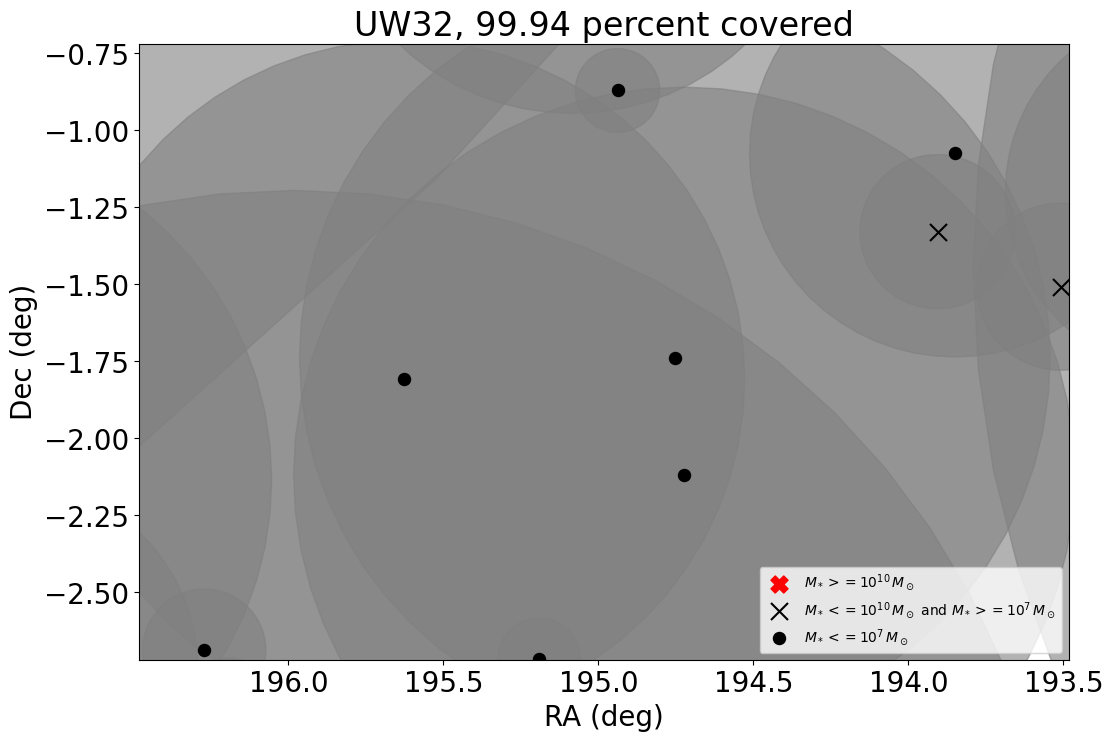 UW32, 99.94 percent covered
−0.75
−1.00
−1.25
−1.50
−1.75
−2.00
−2.25
−2.50
Dec (deg)
M* >= 10^10 M⊙
M* <= 10^10 M⊙ and M* >= 10^7 M⊙
M* <= 10^7 M⊙
196.0 195.5 195.0 194.5 194.0 193.5
RA (deg)